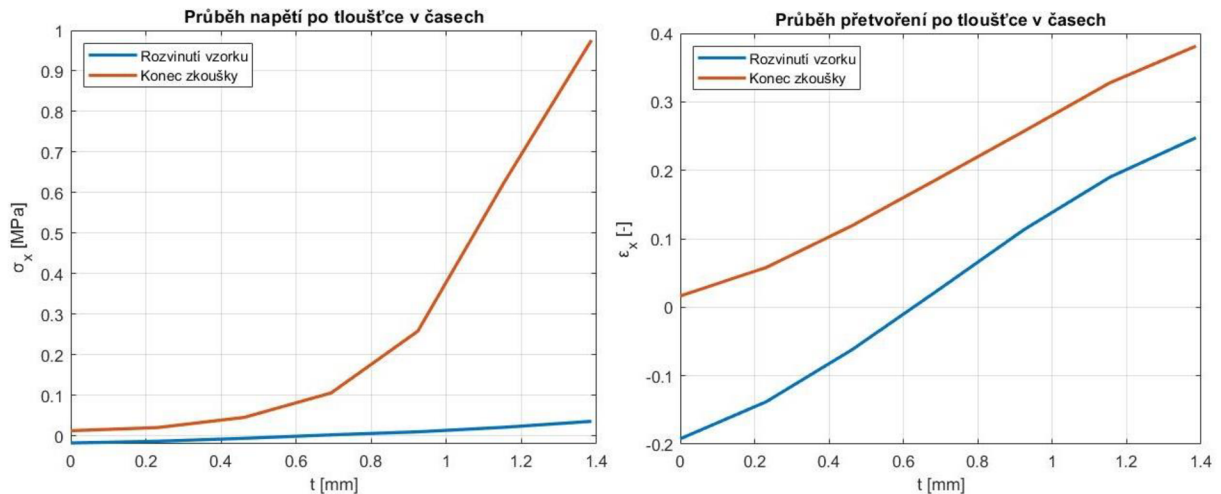 Průběh napětí po tloušťce v časech
1
0.9
0.8
0.7
0.6
0.5
0.4
0.3
0.2
0.1
0
σx [MPa]
Rozvinutí vzorku
Konec zkoušky
0 0.2 0.4 0.6 0.8 1 1.2 1.4
t [mm]
Průběh přetvoření po tloušťce v časech
0.4
0.3
0.2
0.1
0
-0.1
-0.2
εx [-]
Rozvinutí vzorku
Konec zkoušky
0 0.2 0.4 0.6 0.8 1 1.2 1.4
t [mm]